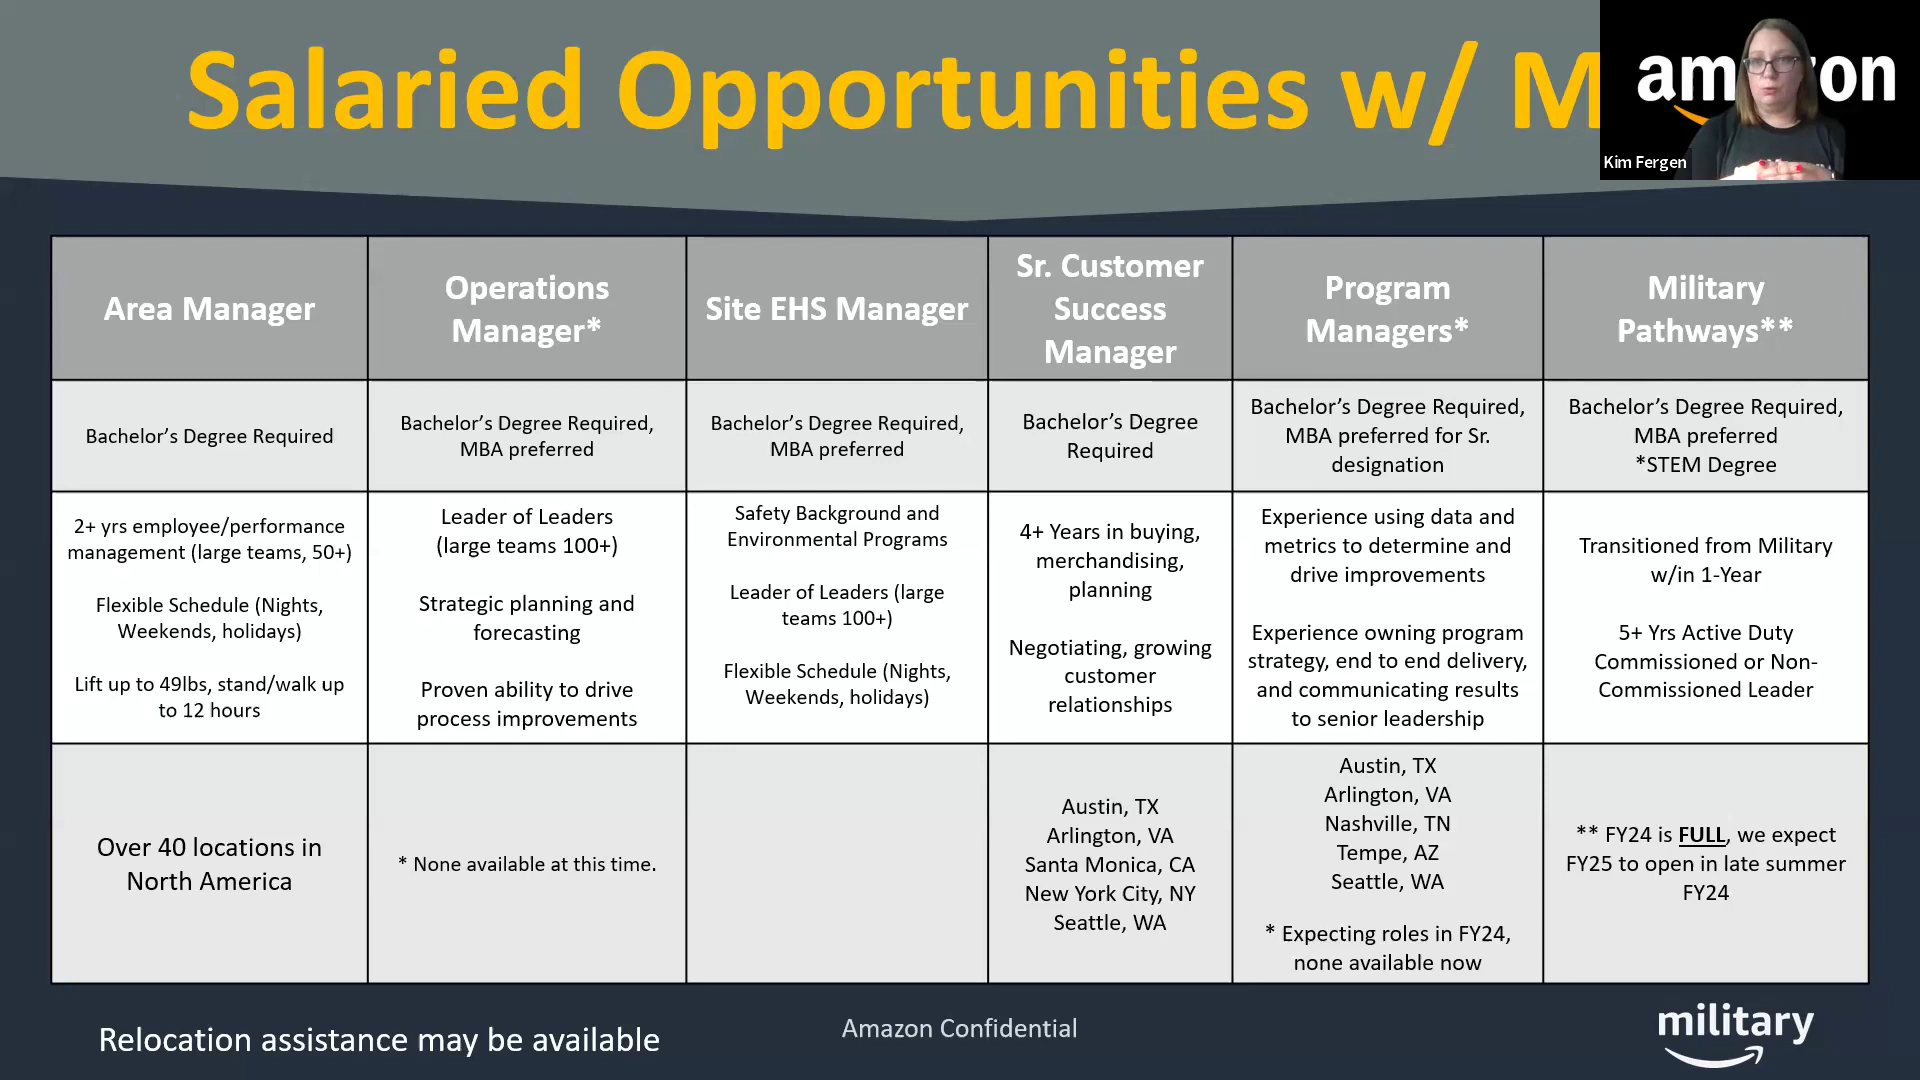 Salaried Opportunities w/ M
amazon
Kim Fergen
Area Manager
Operations
Manager*
Site EHS Manager
Sr. Customer
Success
Manager
Program
Managers*
Military
Pathways**
Bachelor's Degree Required
Bachelor's Degree Required,
MBA preferred
Bachelor's Degree Required,
MBA preferred
Bachelor's Degree
Required
Bachelor's Degree Required,
MBA preferred for Sr.
designation
Bachelor's Degree Required,
MBA preferred
*STEM Degree
2+ yrs employee/performance
management (large teams, 50+)
Flexible Schedule (Nights,
Weekends, holidays)
Lift up to 49lbs, stand/walk up
to 12 hours
Leader of Leaders
(large teams 100+)
Strategic planning and
forecasting
Proven ability to drive
process improvements
Safety Background and
Environmental Programs
Leader of Leaders (large
teams 100+)
Flexible Schedule (Nights,
Weekends, holidays)
4+ Years in buying,
merchandising,
planning
Negotiating, growing
customer
relationships
Experience using data and
metrics to determine and
drive improvements
Experience owning program
strategy, end to end delivery,
and communicating results
to senior leadership
Transitioned from Military
w/in 1-Year
5+ Yrs Active Duty
Commissioned or Non-
Commissioned Leader
Over 40 locations in
North America
* None available at this time.
Austin, TX
Arlington, VA
Santa Monica, CA
New York City, NY
Seattle, WA
Austin, TX
Arlington, VA
Nashville, TN
Tempe, AZ
Seattle, WA
* Expecting roles in FY24,
none available now
** FY24 is FULL, we expect
FY25 to open in late summer
FY24
Relocation assistance may be available
Amazon Confidential
military